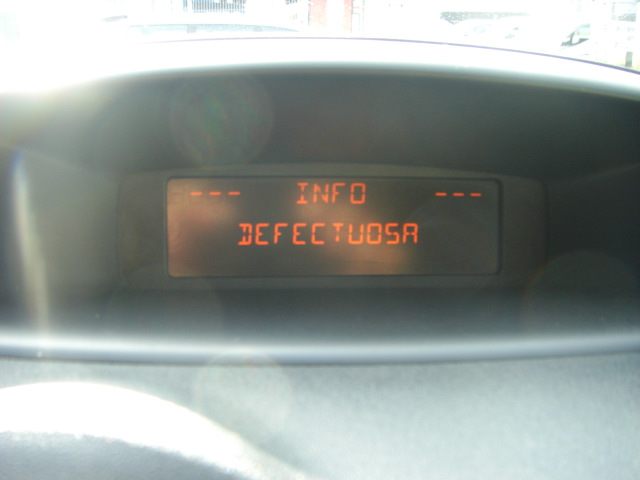 --- INFO ---
DEFECTUOSA